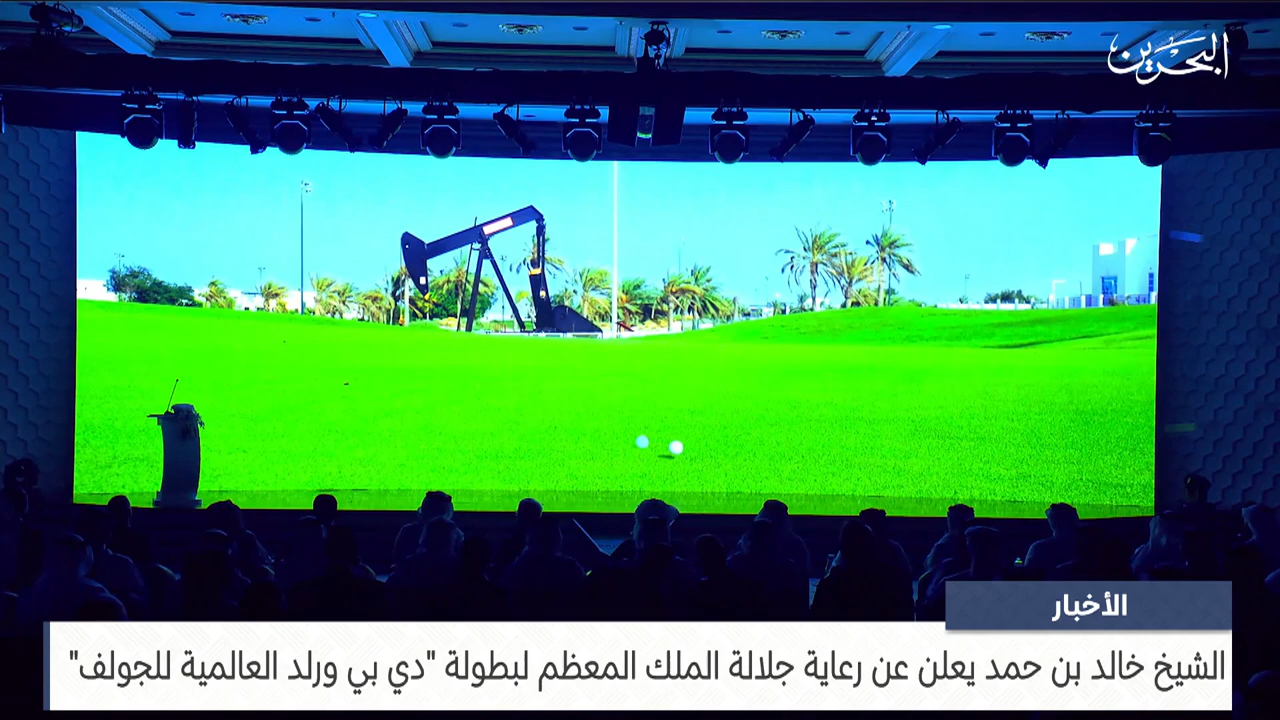 البحرين
الأخبار
الشيخ خالد بن حمد يعلن عن رعاية جلالة الملك المعظم لبطولة "دي بي ورلد العالمية للجولف"